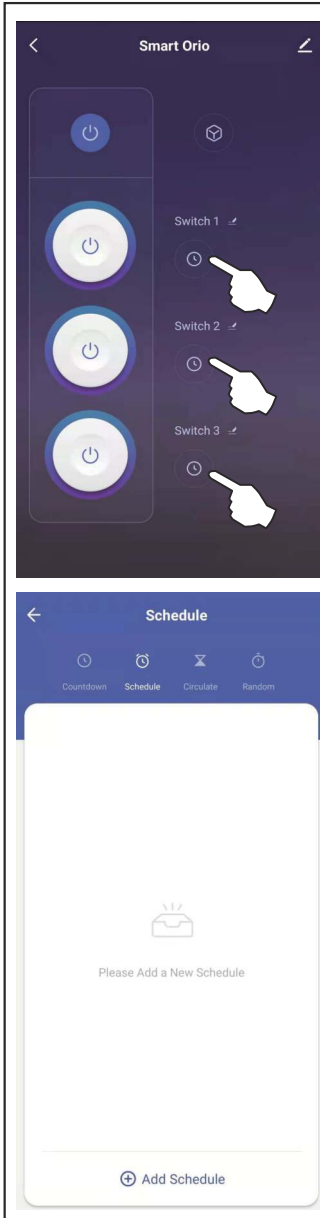 Smart Orio
Switch 1
Switch 2
Switch 3
Schedule
Countdown Schedule Circulate Random
Please Add a New Schedule
Add Schedule